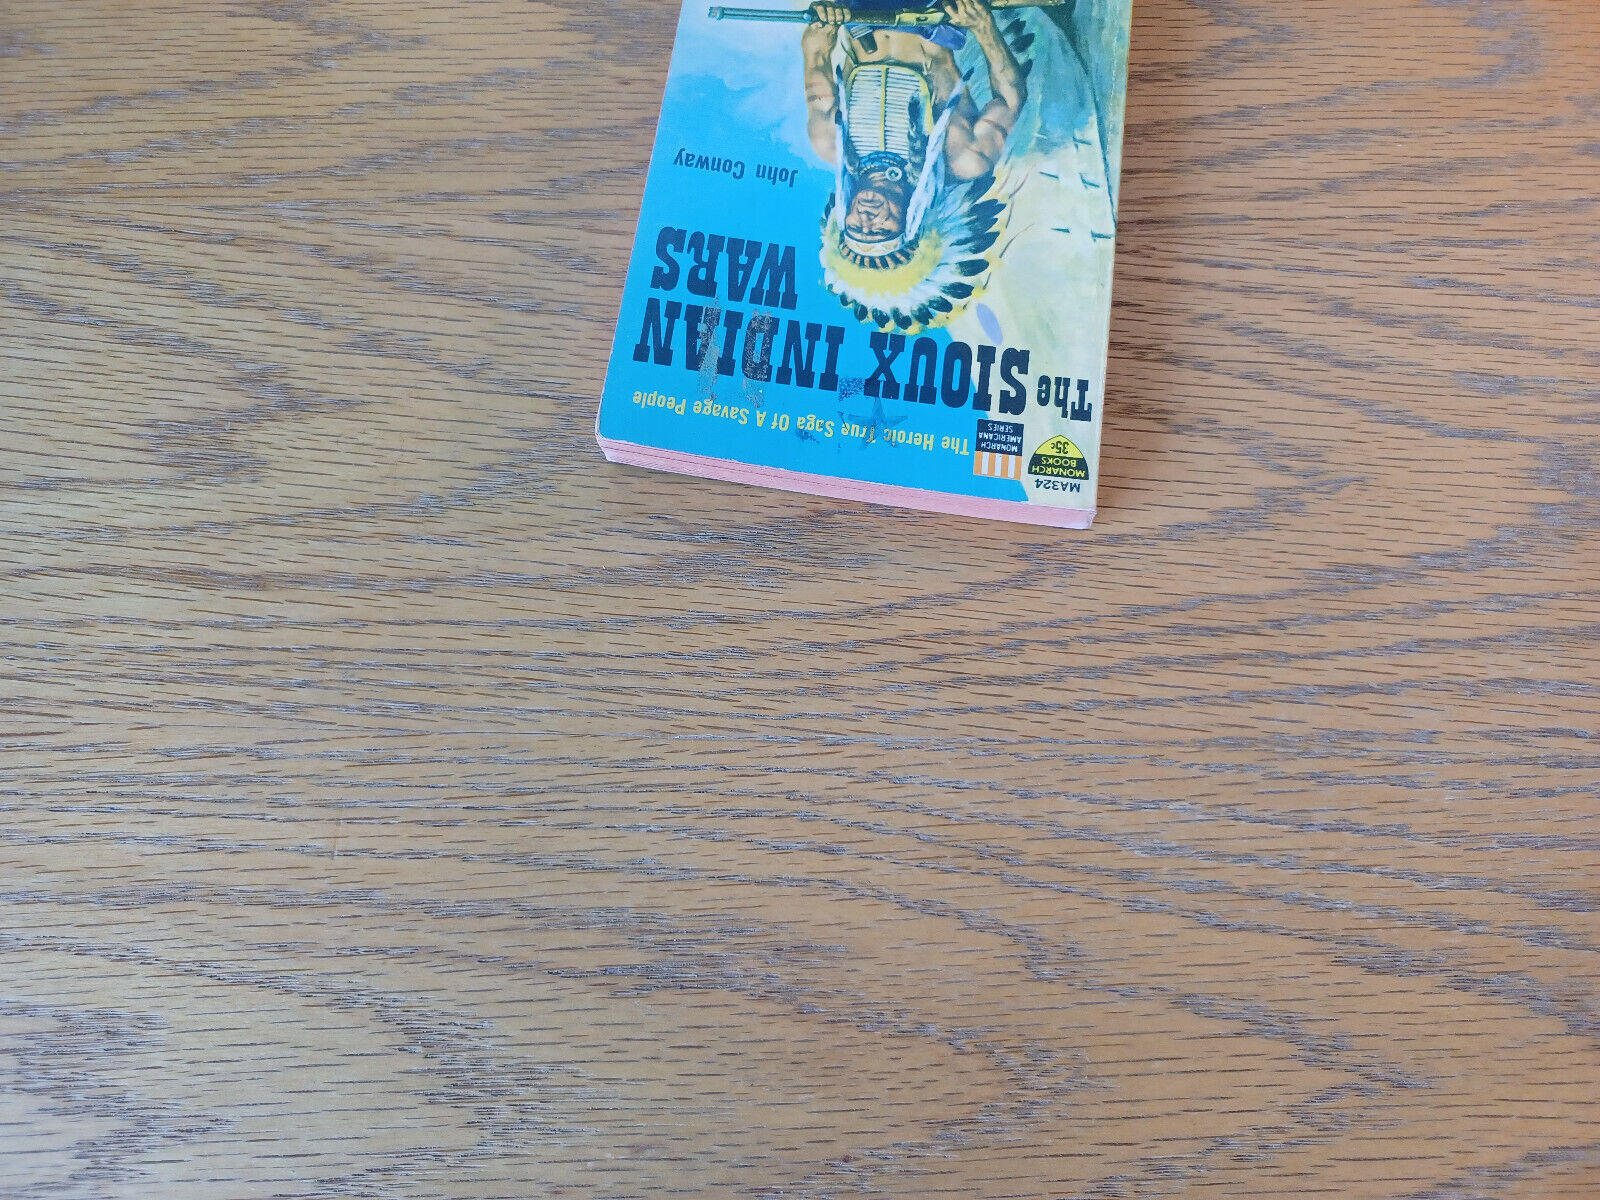 MA324
MONARCH
BOOKS
35c
MONARCH
AMERICANA
SERIES
The Heroic True Saga Of A Savage People
The SIOUX INDIAN
WARS
John Conway